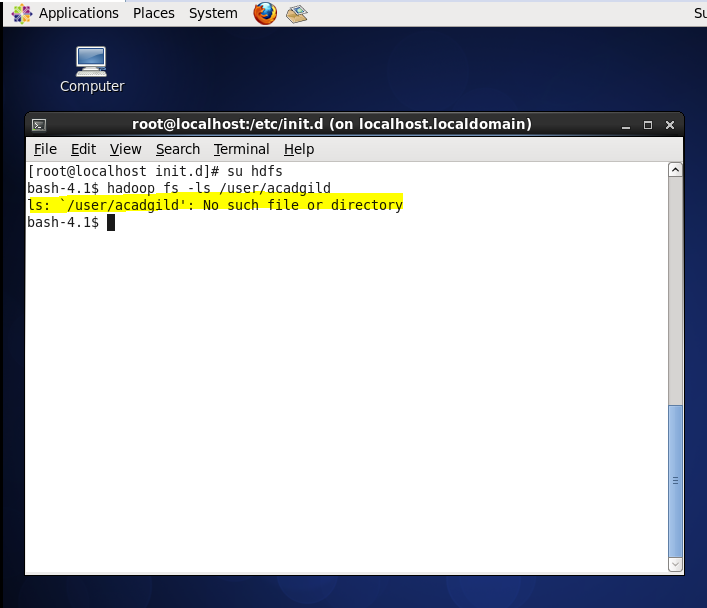 Applications Places System Su
Computer
root@localhost:/etc/init.d (on localhost.localdomain)
File Edit View Search Terminal Help
[root@localhost init.d]# su hdfs
bash-4.1$ hadoop fs -ls /user/acadgild
ls: `/user/acadgild': No such file or directory
bash-4.1$